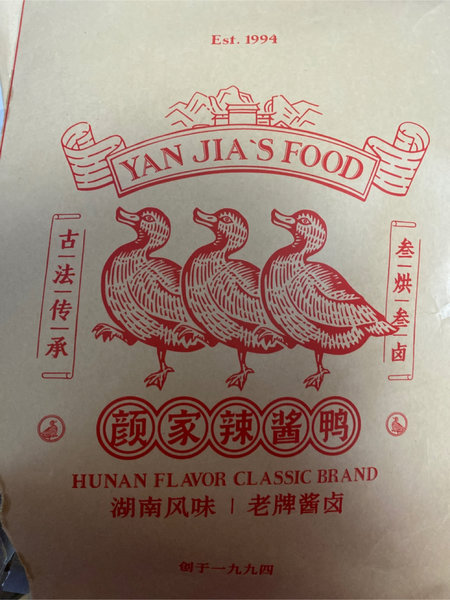 Est. 1994
YAN JIA'S FOOD
古法传承
叁烘叁卤
颜家辣酱鸭
HUNAN FLAVOR CLASSIC BRAND
湖南风味 | 老牌酱卤
创于一九九四